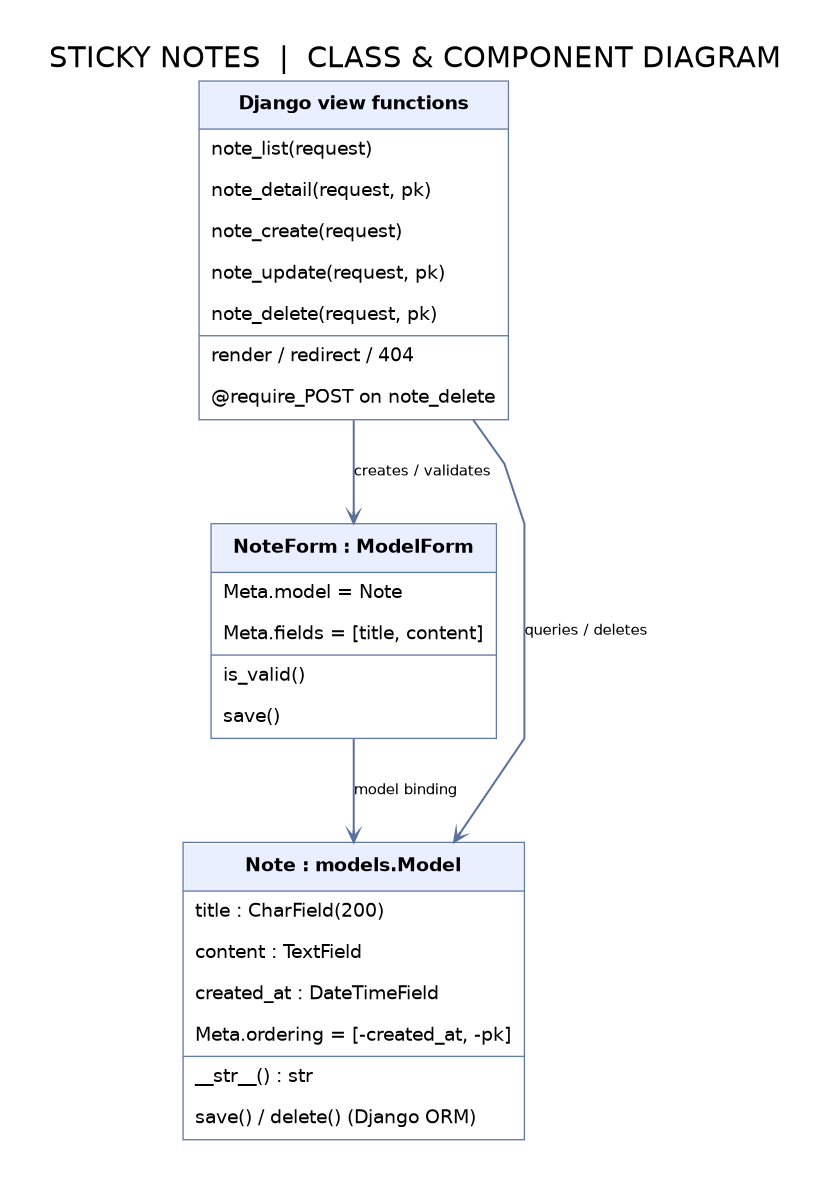 STICKY NOTES | CLASS & COMPONENT DIAGRAM
Django view functions
note_list(request)
note_detail(request, pk)
note_create(request)
note_update(request, pk)
note_delete(request, pk)
render / redirect / 404
@require_POST on note_delete
creates / validates
NoteForm : ModelForm
Meta.model = Note
Meta.fields = [title, content]
queries / deletes
is_valid()
save()
model binding
Note : models.Model
title : CharField(200)
content : TextField
created_at : DateTimeField
Meta.ordering = [-created_at, -pk]
__str__() : str
save() / delete() (Django ORM)